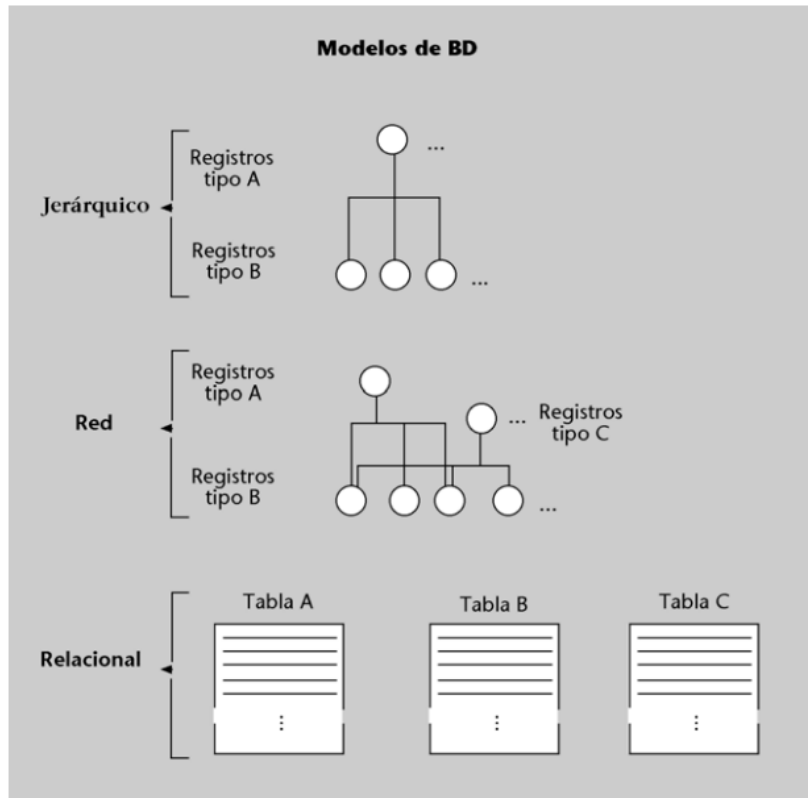 Modelos de BD
Jerárquico
Registros
tipo A
...
Registros
tipo B
...
Red
Registros
tipo A
... Registros
tipo C
Registros
tipo B
...
Relacional
Tabla A
Tabla B
Tabla C